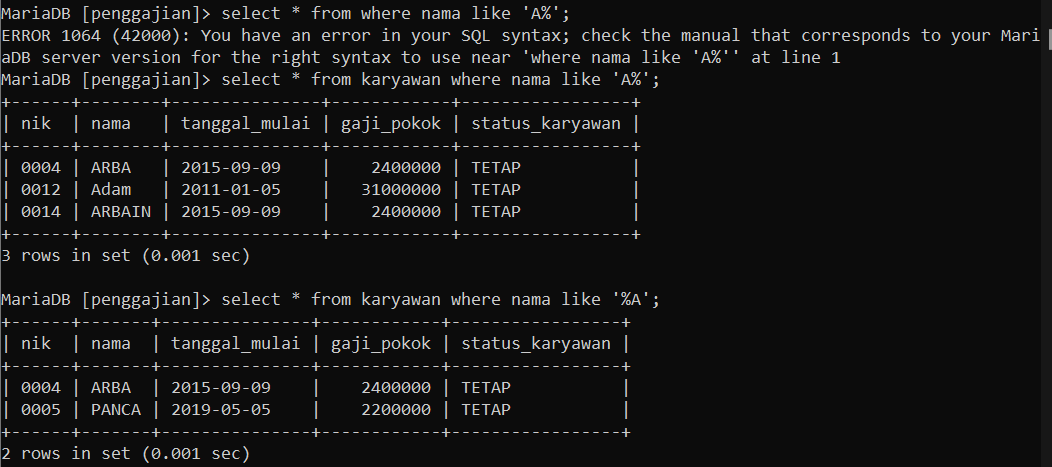 MariaDB [penggajian]> select * from where nama like 'A%';
ERROR 1064 (42000): You have an error in your SQL syntax; check the manual that corresponds to your Mari
aDB server version for the right syntax to use near 'where nama like 'A%'' at line 1
MariaDB [penggajian]> select * from karyawan where nama like 'A%';
+------+--------+---------------+------------+-----------------+
| nik  | nama   | tanggal_mulai | gaji_pokok | status_karyawan |
+------+--------+---------------+------------+-----------------+
| 0004 | ARBA   | 2015-09-09    |    2400000 | TETAP           |
| 0012 | Adam   | 2011-01-05    |   31000000 | TETAP           |
| 0014 | ARBAIN | 2015-09-09    |    2400000 | TETAP           |
+------+--------+---------------+------------+-----------------+
3 rows in set (0.001 sec)

MariaDB [penggajian]> select * from karyawan where nama like '%A';
+------+-------+---------------+------------+-----------------+
| nik  | nama  | tanggal_mulai | gaji_pokok | status_karyawan |
+------+-------+---------------+------------+-----------------+
| 0004 | ARBA  | 2015-09-09    |    2400000 | TETAP           |
| 0005 | PANCA | 2019-05-05    |    2200000 | TETAP           |
+------+-------+---------------+------------+-----------------+
2 rows in set (0.001 sec)